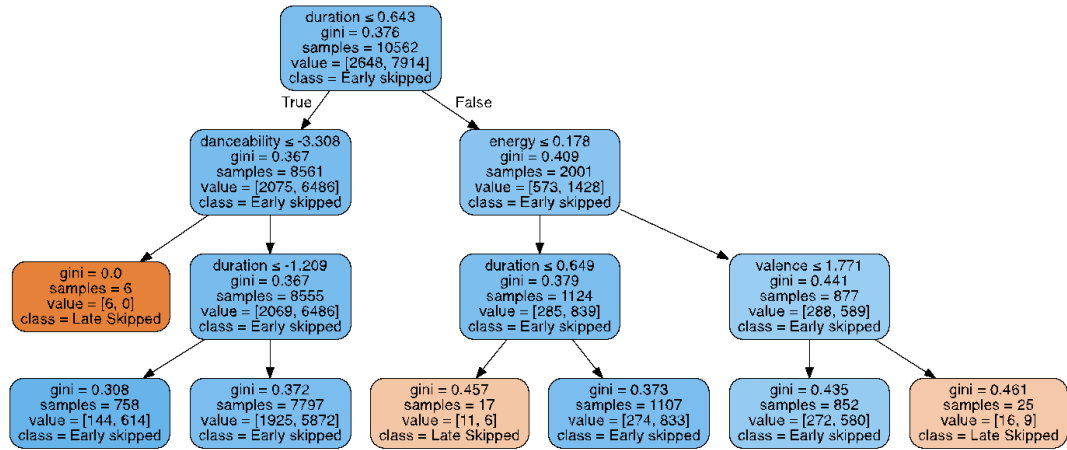 duration ≤ 0.643
gini = 0.376
samples = 10562
value = [2648, 7914]
class = Early skipped
True
False
danceability ≤ -3.308
gini = 0.367
samples = 8561
value = [2075, 6486]
class = Early skipped
energy ≤ 0.178
gini = 0.409
samples = 2001
value = [573, 1428]
class = Early skipped
gini = 0.0
samples = 6
value = [6, 0]
class = Late Skipped
duration ≤ -1.209
gini = 0.367
samples = 8555
value = [2069, 6486]
class = Early skipped
duration ≤ 0.649
gini = 0.379
samples = 1124
value = [285, 839]
class = Early skipped
valence ≤ 1.771
gini = 0.441
samples = 877
value = [288, 589]
class = Early skipped
gini = 0.308
samples = 758
value = [144, 614]
class = Early skipped
gini = 0.372
samples = 7797
value = [1925, 5872]
class = Early skipped
gini = 0.457
samples = 17
value = [11, 6]
class = Late Skipped
gini = 0.373
samples = 1107
value = [274, 833]
class = Early skipped
gini = 0.435
samples = 852
value = [272, 580]
class = Early skipped
gini = 0.461
samples = 25
value = [16, 9]
class = Late Skipped